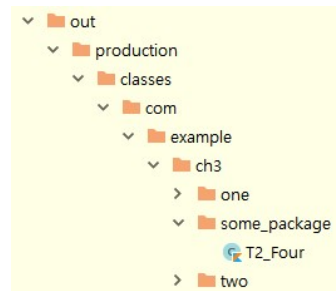 out
production
classes
com
example
ch3
one
some_package
T2_Four
two